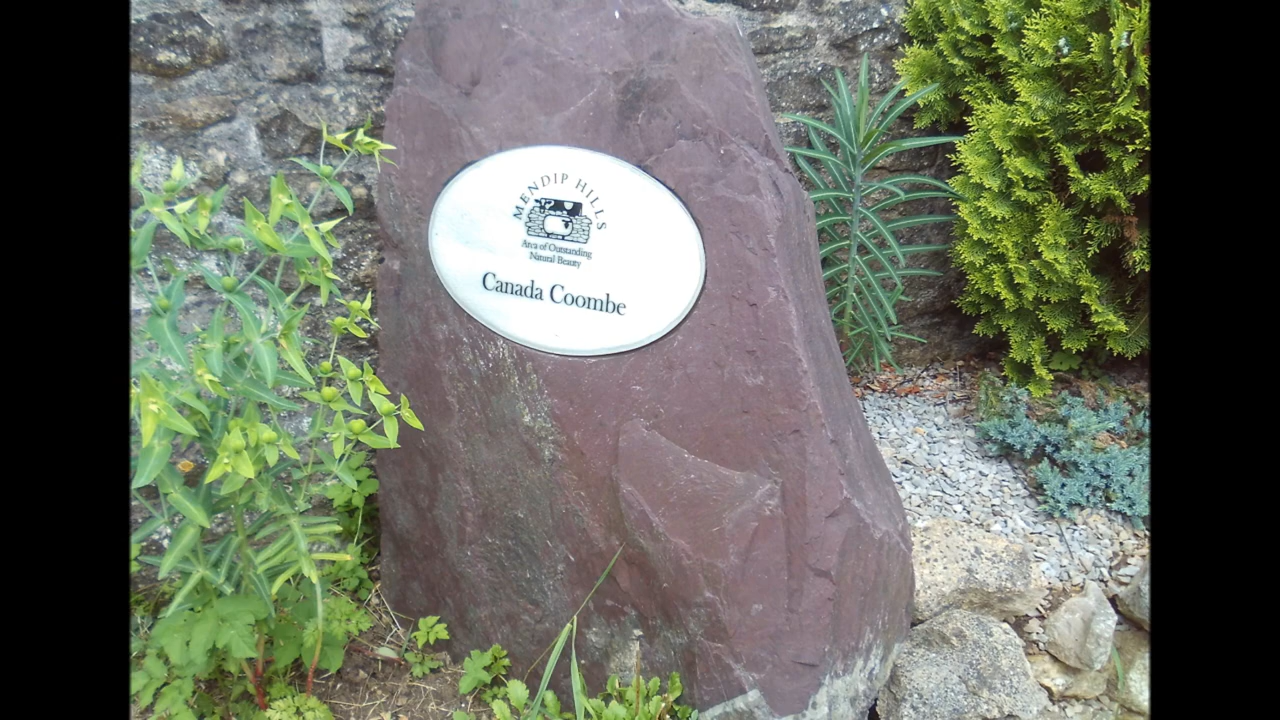 MENDIP HILLS
Area of Outstanding
Natural Beauty
Canada Coombe